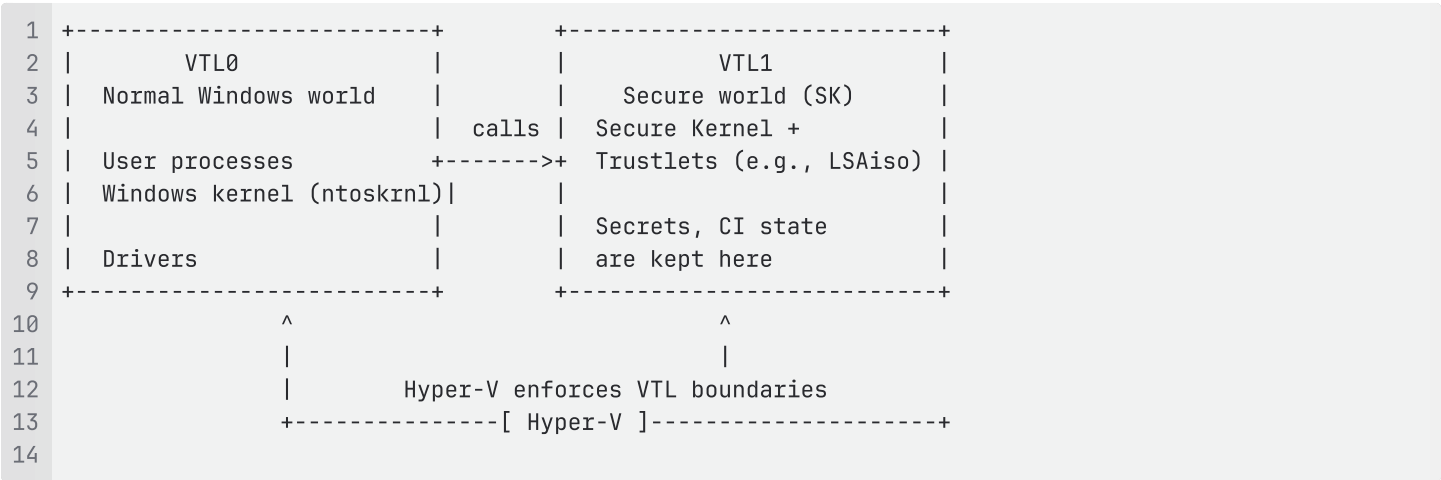 1 +--------------------------+        +---------------------------+
2 |        VTL0              |        |           VTL1            |
3 |  Normal Windows world    |        |    Secure world (SK)      |
4 |                          |  calls |  Secure Kernel +          |
5 |  User processes          +------->+  Trustlets (e.g., LSAiso) |
6 |  Windows kernel (ntoskrnl)|       |                           |
7 |                          |        |  Secrets, CI state        |
8 |  Drivers                 |        |  are kept here            |
9 +--------------------------+        +---------------------------+
10                 ^                               ^
11                 |                               |
12                 |        Hyper-V enforces VTL boundaries
13                 +---------------[ Hyper-V ]---------------------+
14